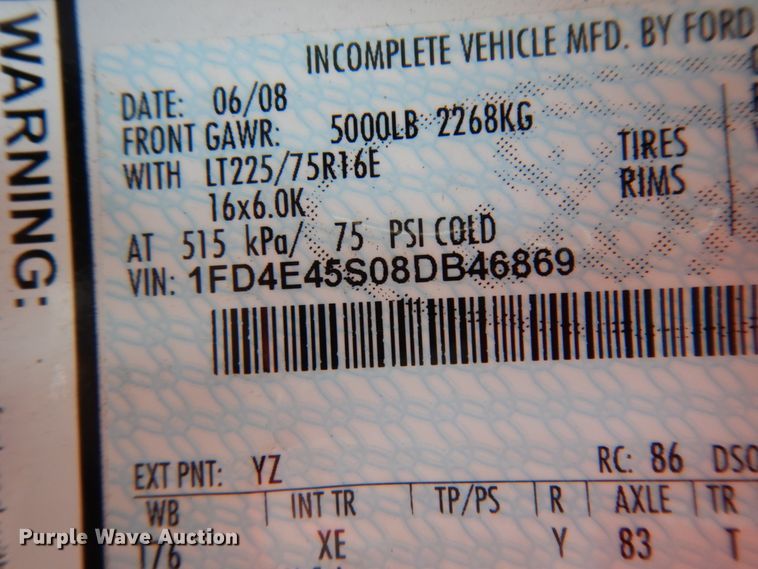 WARNING:
INCOMPLETE VEHICLE MFD. BY FORD
DATE: 06/08
FRONT GAWR: 5000LB 2268KG
WITH LT225/75R16E TIRES
16x6.0K RIMS
AT 515 kPa/ 75 PSI COLD
VIN: 1FD4E45S08DB46869
EXT PNT: YZ RC: 86 DSO
WB INT TR TP/PS R AXLE TR
XE Y 83 T
Purple Wave Auction